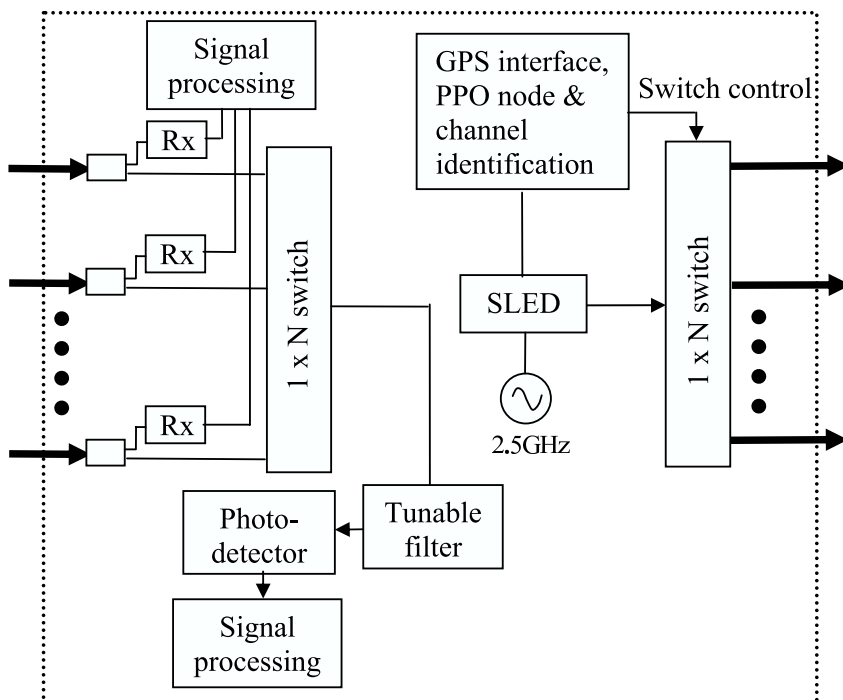 Signal
processing
GPS interface,
PPO node &
channel
identification
Switch control
Rx
Rx
Rx
1 x N switch
SLED
2.5GHz
1 x N switch
Photo-
detector
Tunable
filter
Signal
processing